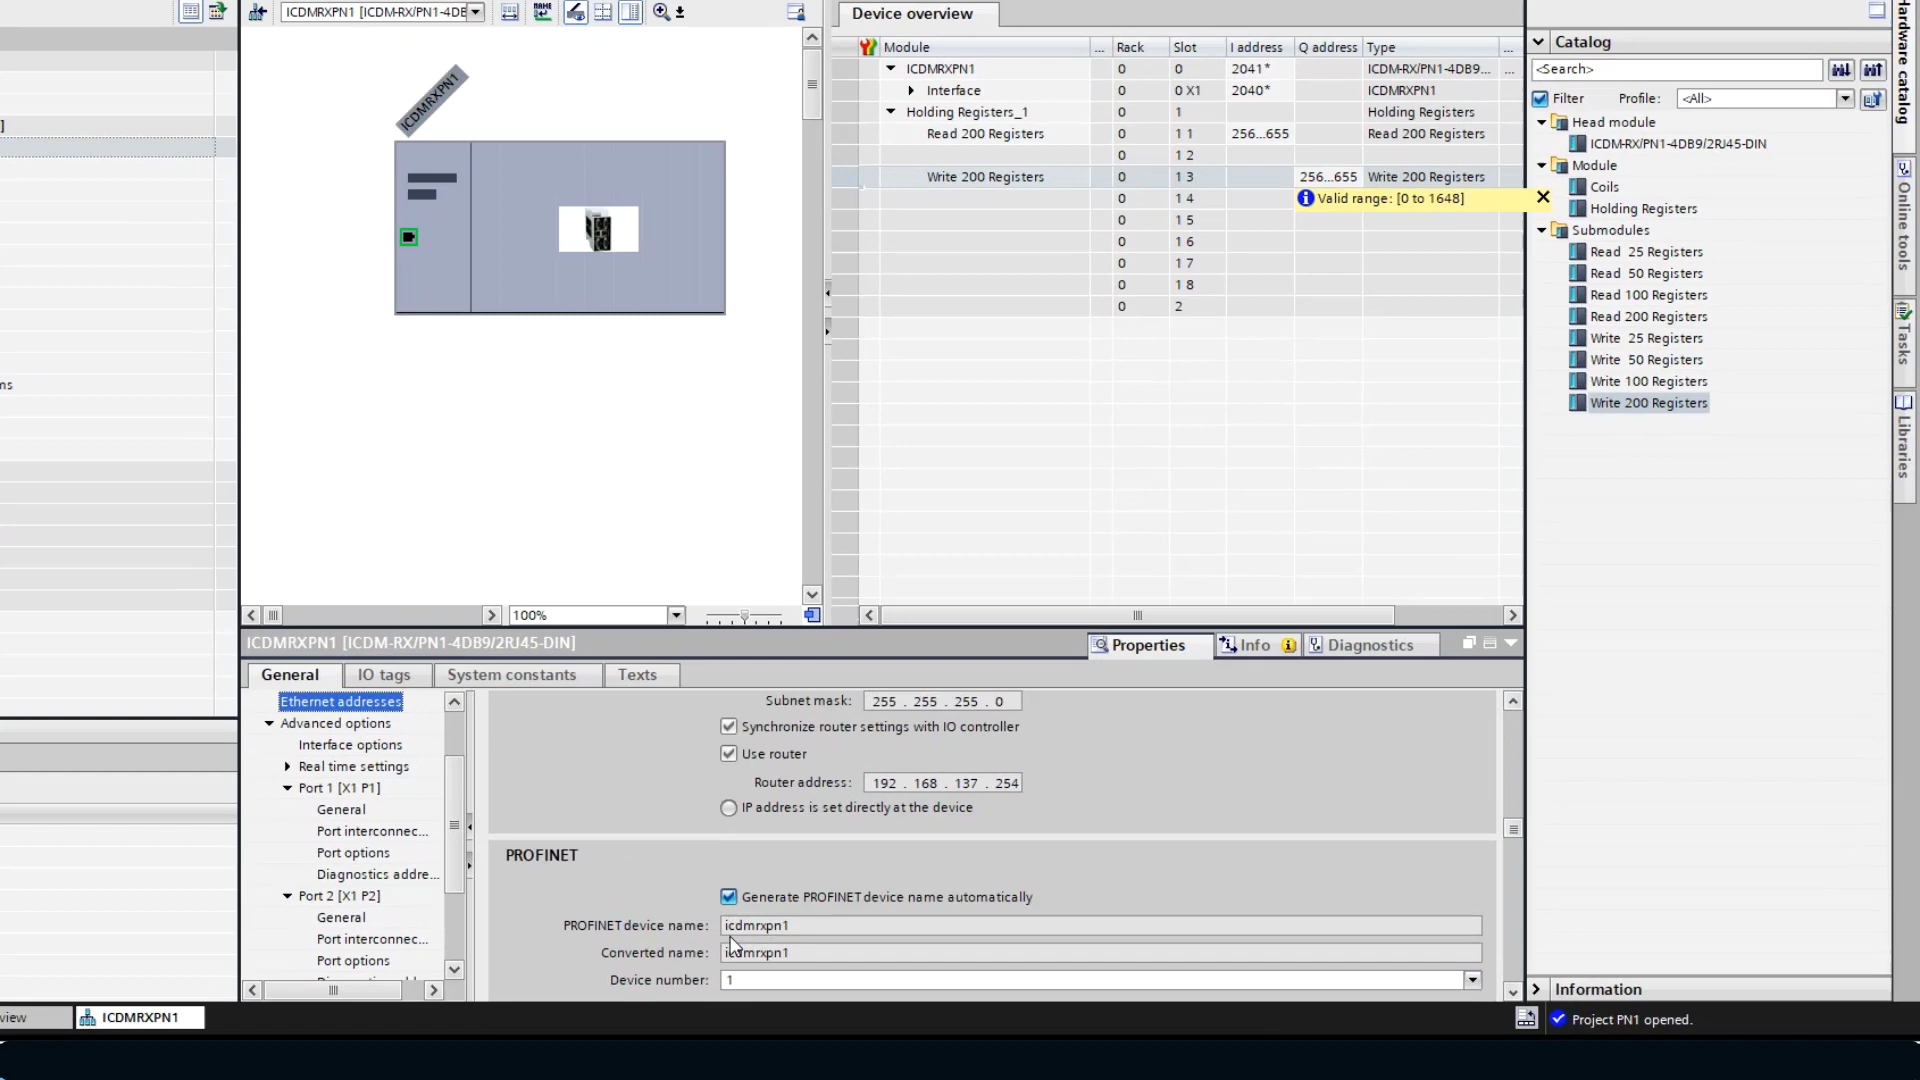 ICDMRXPN1 [ICDM-RX/PN1-4DB
Device overview
Hardware catalog
Module ... Rack Slot I address Q address Type ...
ICDMRXPN1 0 0 2041* ICDM-RX/PN1-4DB9... ...
Interface 0 0 X1 2040* ICDMRXPN1
Holding Registers_1 0 1 Holding Registers
Read 200 Registers 0 1 1 256...655 Read 200 Registers
0 1 2
Write 200 Registers 0 1 3 256...655 Write 200 Registers
0 1 4 Valid range: [0 to 1648]
0 1 5
0 1 6
0 1 7
0 1 8
0 2
ICDMRXPN1
]
ns
100%
Catalog
<Search>
Filter Profile: <All>
Head module
ICDM-RX/PN1-4DB9/2RJ45-DIN
Module
Coils
Holding Registers
Submodules
Read 25 Registers
Read 50 Registers
Read 100 Registers
Read 200 Registers
Write 25 Registers
Write 50 Registers
Write 100 Registers
Write 200 Registers
Online tools
Tasks
Libraries
ICDMRXPN1 [ICDM-RX/PN1-4DB9/2RJ45-DIN]
Properties Info Diagnostics
General IO tags System constants Texts
Ethernet addresses
Advanced options
Interface options
Real time settings
Port 1 [X1 P1]
General
Port interconnec...
Port options
Diagnostics addre...
Port 2 [X1 P2]
General
Port interconnec...
Port options
Subnet mask: 255 . 255 . 255 . 0
Synchronize router settings with IO controller
Use router
Router address: 192 . 168 . 137 . 254
IP address is set directly at the device
PROFINET
Generate PROFINET device name automatically
PROFINET device name: icdmrxpn1
Converted name: icdmrxpn1
Device number: 1
Information
view ICDMRXPN1
Project PN1 opened.